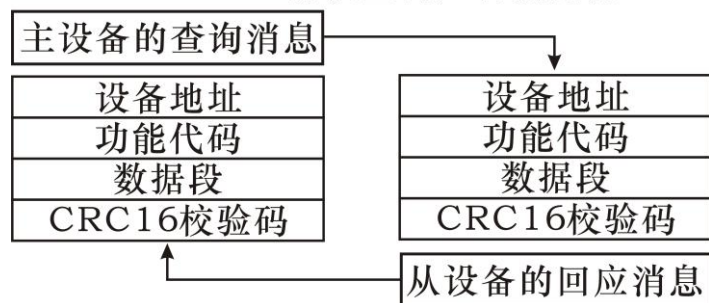 主设备的查询消息
设备地址
功能代码
数据段
CRC16校验码
设备地址
功能代码
数据段
CRC16校验码
从设备的回应消息